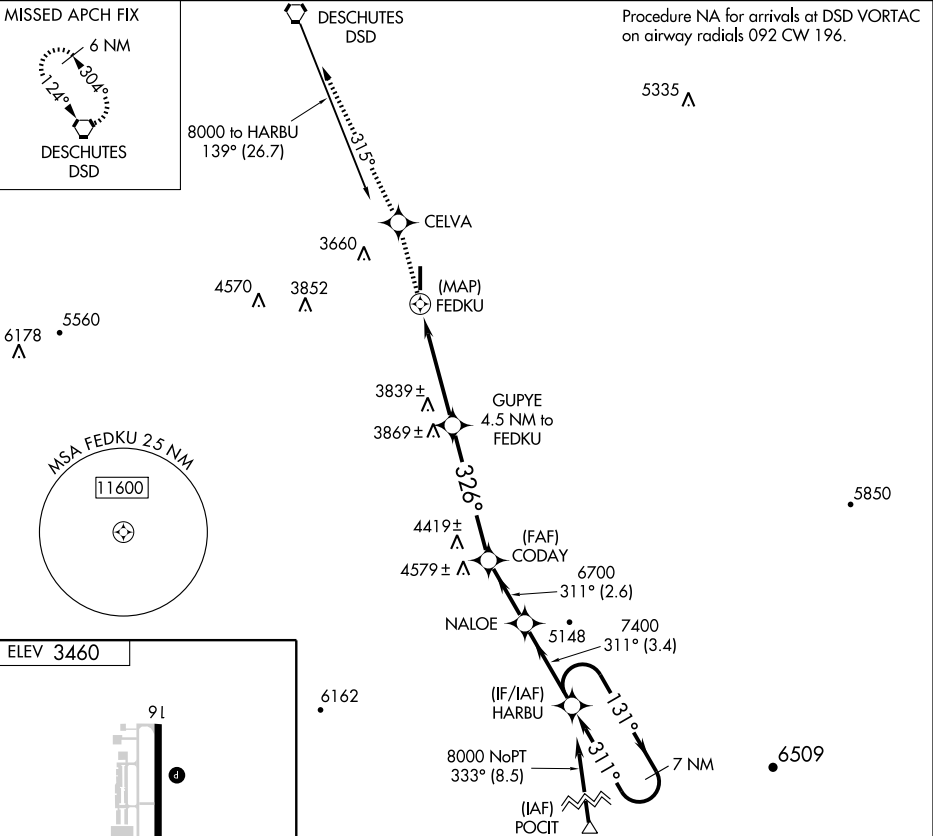 MISSED APCH FIX
6 NM
304°
124°
DESCHUTES
DSD
DESCHUTES
DSD
Procedure NA for arrivals at DSD VORTAC
on airway radials 092 CW 196.
5335
8000 to HARBU
139° (26.7)
315°
CELVA
3660
(MAP)
FEDKU
4570
3852
6178
5560
3839±
3869±
GUPYE
4.5 NM to
FEDKU
MSA FEDKU 25 NM
11600
326°
5850
4419±
4579±
(FAF)
CODAY
6700
311° (2.6)
NALOE
5148
7400
311° (3.4)
ELEV 3460
6162
(IF/IAF)
HARBU
131°
311°
7 NM
6509
8000 NoPT
333° (8.5)
(IAF)
POCIT
16
P